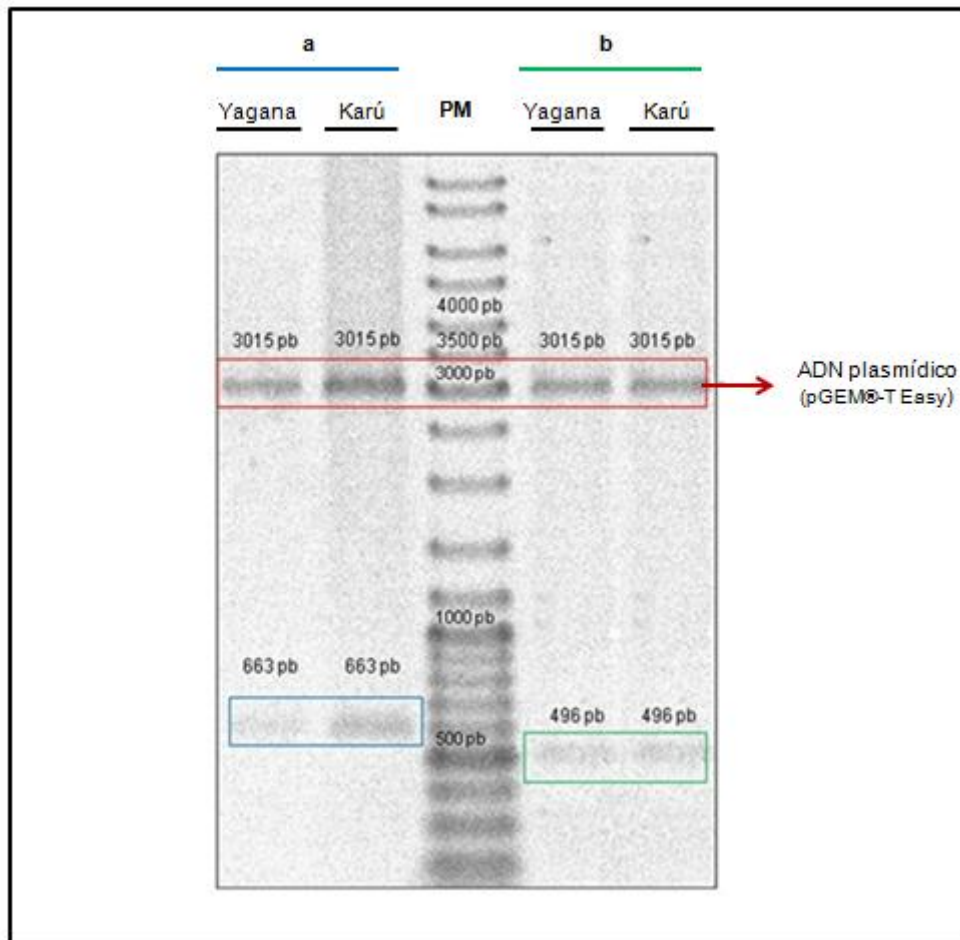 a b
Yagana Karú PM Yagana Karú
4000 pb
3015 pb 3015 pb 3500 pb 3015 pb 3015 pb
3000 pb
ADN plasmídico
(pGEM®-T Easy)
1000 pb
663 pb 663 pb
496 pb 496 pb
500 pb